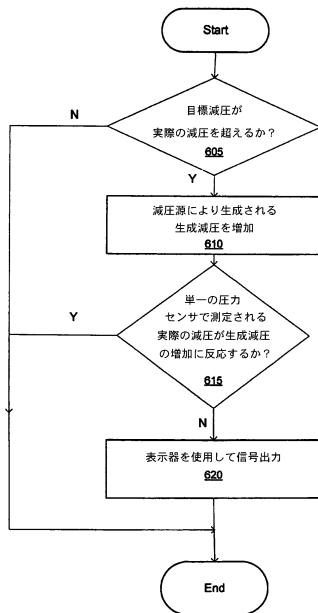 Start
目標減圧が
実際の減圧を超えるか？
605
N
Y
減圧源により生成される
生成減圧を増加
610
単一の圧力
センサで測定される
実際の減圧が生成減圧
の増加に反応するか？
615
Y
N
表示器を使用して信号出力
620
End